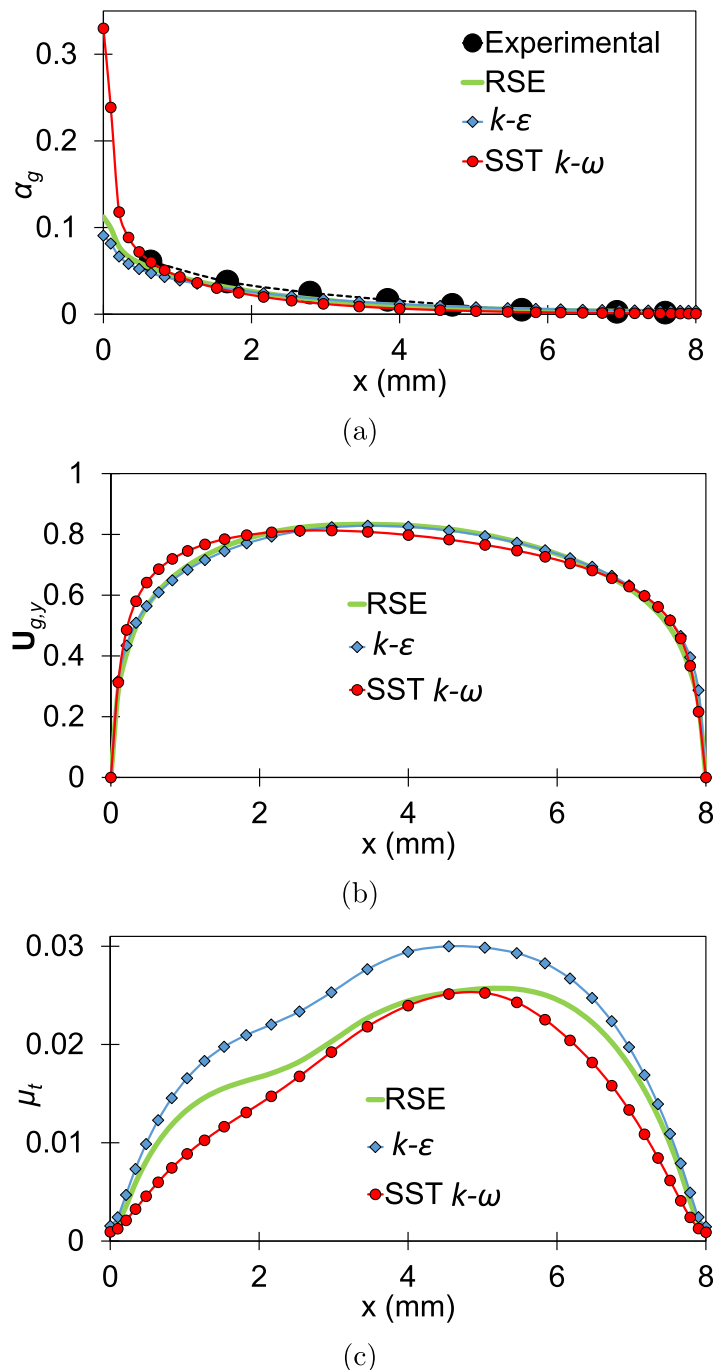 0.3
0.2
0.1
0
α_g
Experimental
RSE
k-ε
SST k-ω
0 2 4 6 8
x (mm)
(a)
1
0.8
0.6
0.4
0.2
0
U_g,y
RSE
k-ε
SST k-ω
0 2 4 6 8
x (mm)
(b)
0.03
0.02
0.01
0
μ_t
RSE
k-ε
SST k-ω
0 2 4 6 8
x (mm)
(c)